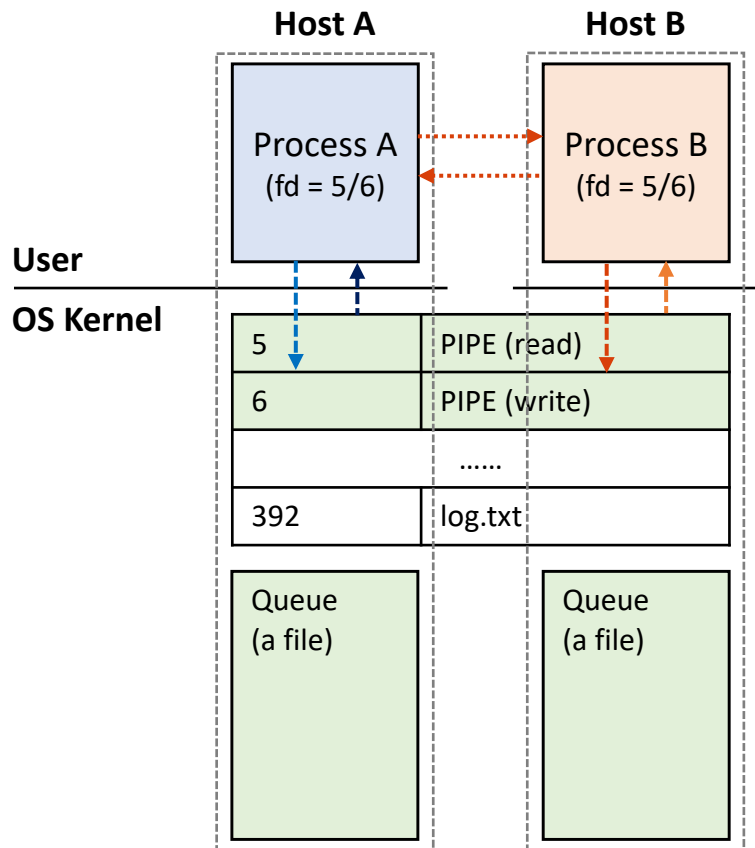 Host A
Host B
Process A
(fd = 5/6)
Process B
(fd = 5/6)
User
OS Kernel
5 PIPE (read)
6 PIPE (write)
......
392 log.txt
Queue
(a file)
Queue
(a file)